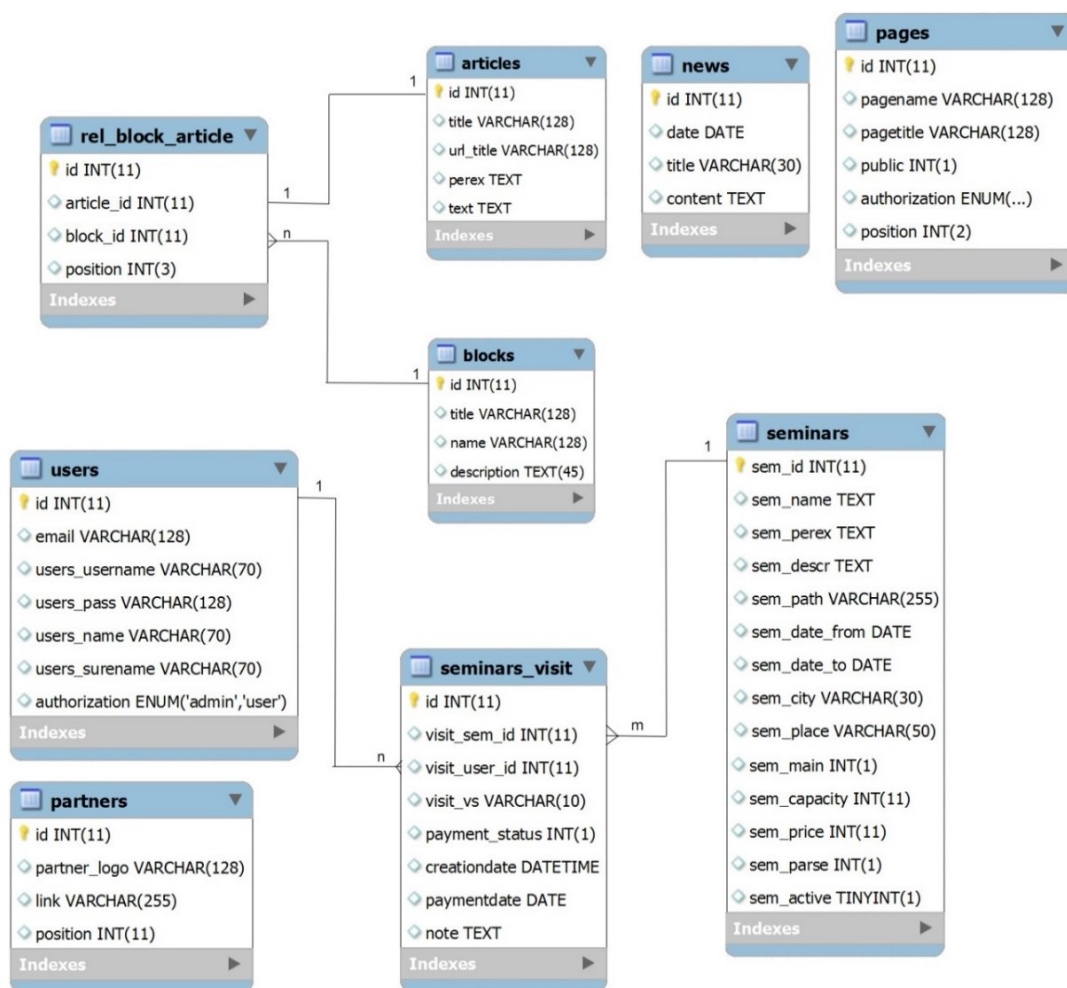 articles
id INT(11)
title VARCHAR(128)
url_title VARCHAR(128)
perex TEXT
text TEXT
Indexes
news
id INT(11)
date DATE
title VARCHAR(30)
content TEXT
Indexes
pages
id INT(11)
pagename VARCHAR(128)
pagetitle VARCHAR(128)
public INT(1)
authorization ENUM(...)
position INT(2)
Indexes
1
1
n
1
rel_block_article
id INT(11)
article_id INT(11)
block_id INT(11)
position INT(3)
Indexes
blocks
id INT(11)
title VARCHAR(128)
name VARCHAR(128)
description TEXT(45)
Indexes
users
id INT(11)
email VARCHAR(128)
users_username VARCHAR(70)
users_pass VARCHAR(128)
users_name VARCHAR(70)
users_surename VARCHAR(70)
authorization ENUM('admin','user')
Indexes
1
n
1
m
seminars
sem_id INT(11)
sem_name TEXT
sem_perex TEXT
sem_descr TEXT
sem_path VARCHAR(255)
sem_date_from DATE
sem_date_to DATE
sem_city VARCHAR(30)
sem_place VARCHAR(50)
sem_main INT(1)
sem_capacity INT(11)
sem_price INT(11)
sem_parse INT(1)
sem_active TINYINT(1)
Indexes
seminars_visit
id INT(11)
visit_sem_id INT(11)
visit_user_id INT(11)
visit_vs VARCHAR(10)
payment_status INT(1)
creationdate DATETIME
paymentdate DATE
note TEXT
Indexes
partners
id INT(11)
partner_logo VARCHAR(128)
link VARCHAR(255)
position INT(11)
Indexes